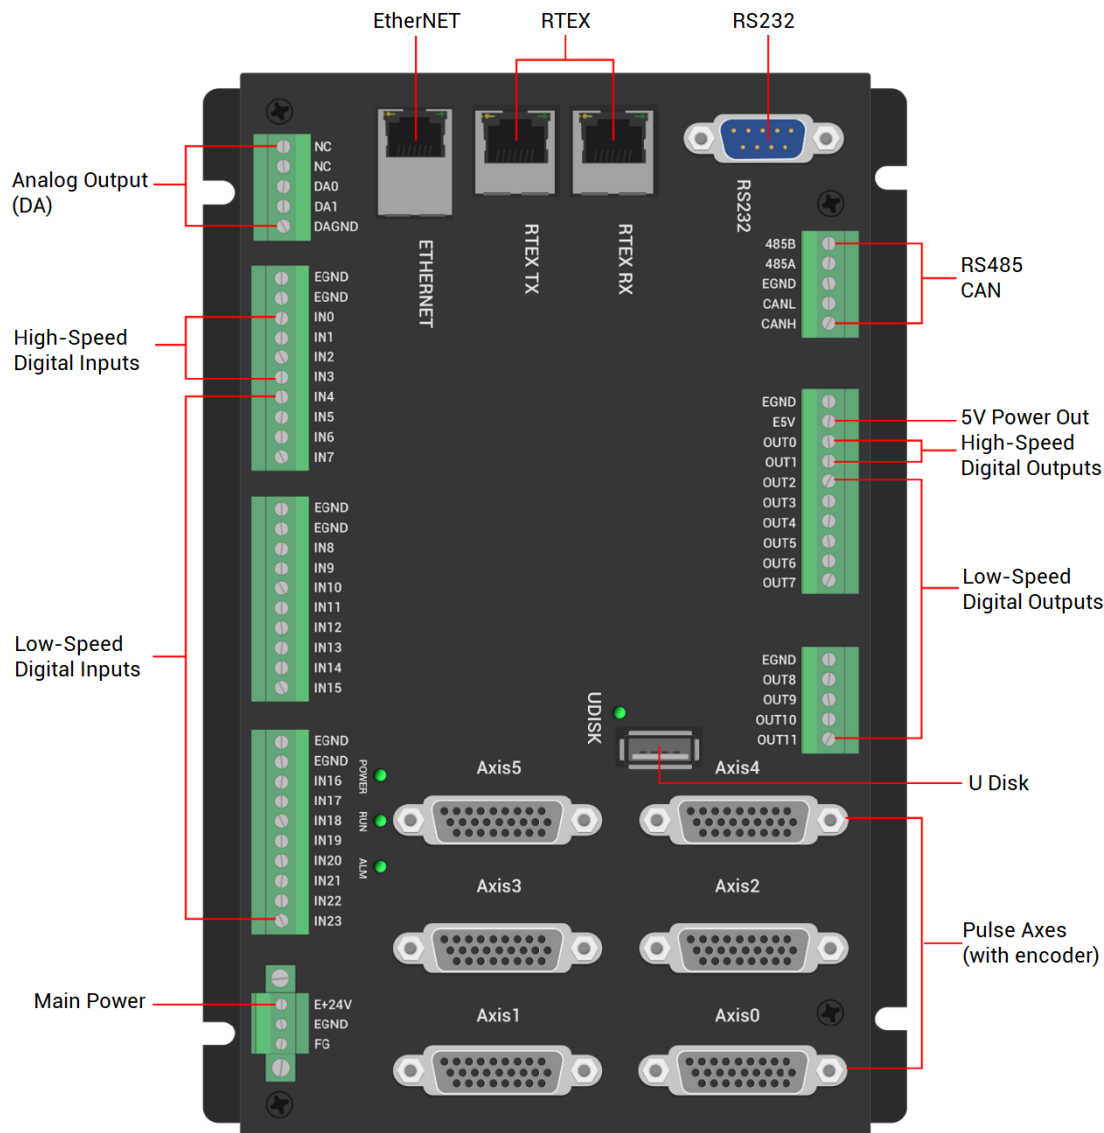 EtherNET
RTEX
RS232
Analog Output
(DA)
NC
NC
DA0
DA1
DAGND
ETHERNET
RTEX TX
RTEX RX
RS232
485B
485A
EGND
CANL
CANH
RS485
CAN
High-Speed
Digital Inputs
EGND
EGND
IN0
IN1
IN2
IN3
IN4
IN5
IN6
IN7
EGND
E5V
OUT0
OUT1
OUT2
OUT3
OUT4
OUT5
OUT6
OUT7
5V Power Out
High-Speed
Digital Outputs
Low-Speed
Digital Outputs
Low-Speed
Digital Inputs
EGND
EGND
IN8
IN9
IN10
IN11
IN12
IN13
IN14
IN15
EGND
OUT8
OUT9
OUT10
OUT11
UDISK
U Disk
EGND
EGND
IN16
IN17
IN18
IN19
IN20
IN21
IN22
IN23
POWER
RUN
ALM
Axis5
Axis4
Axis3
Axis2
Axis1
Axis0
Pulse Axes
(with encoder)
Main Power
E+24V
EGND
FG